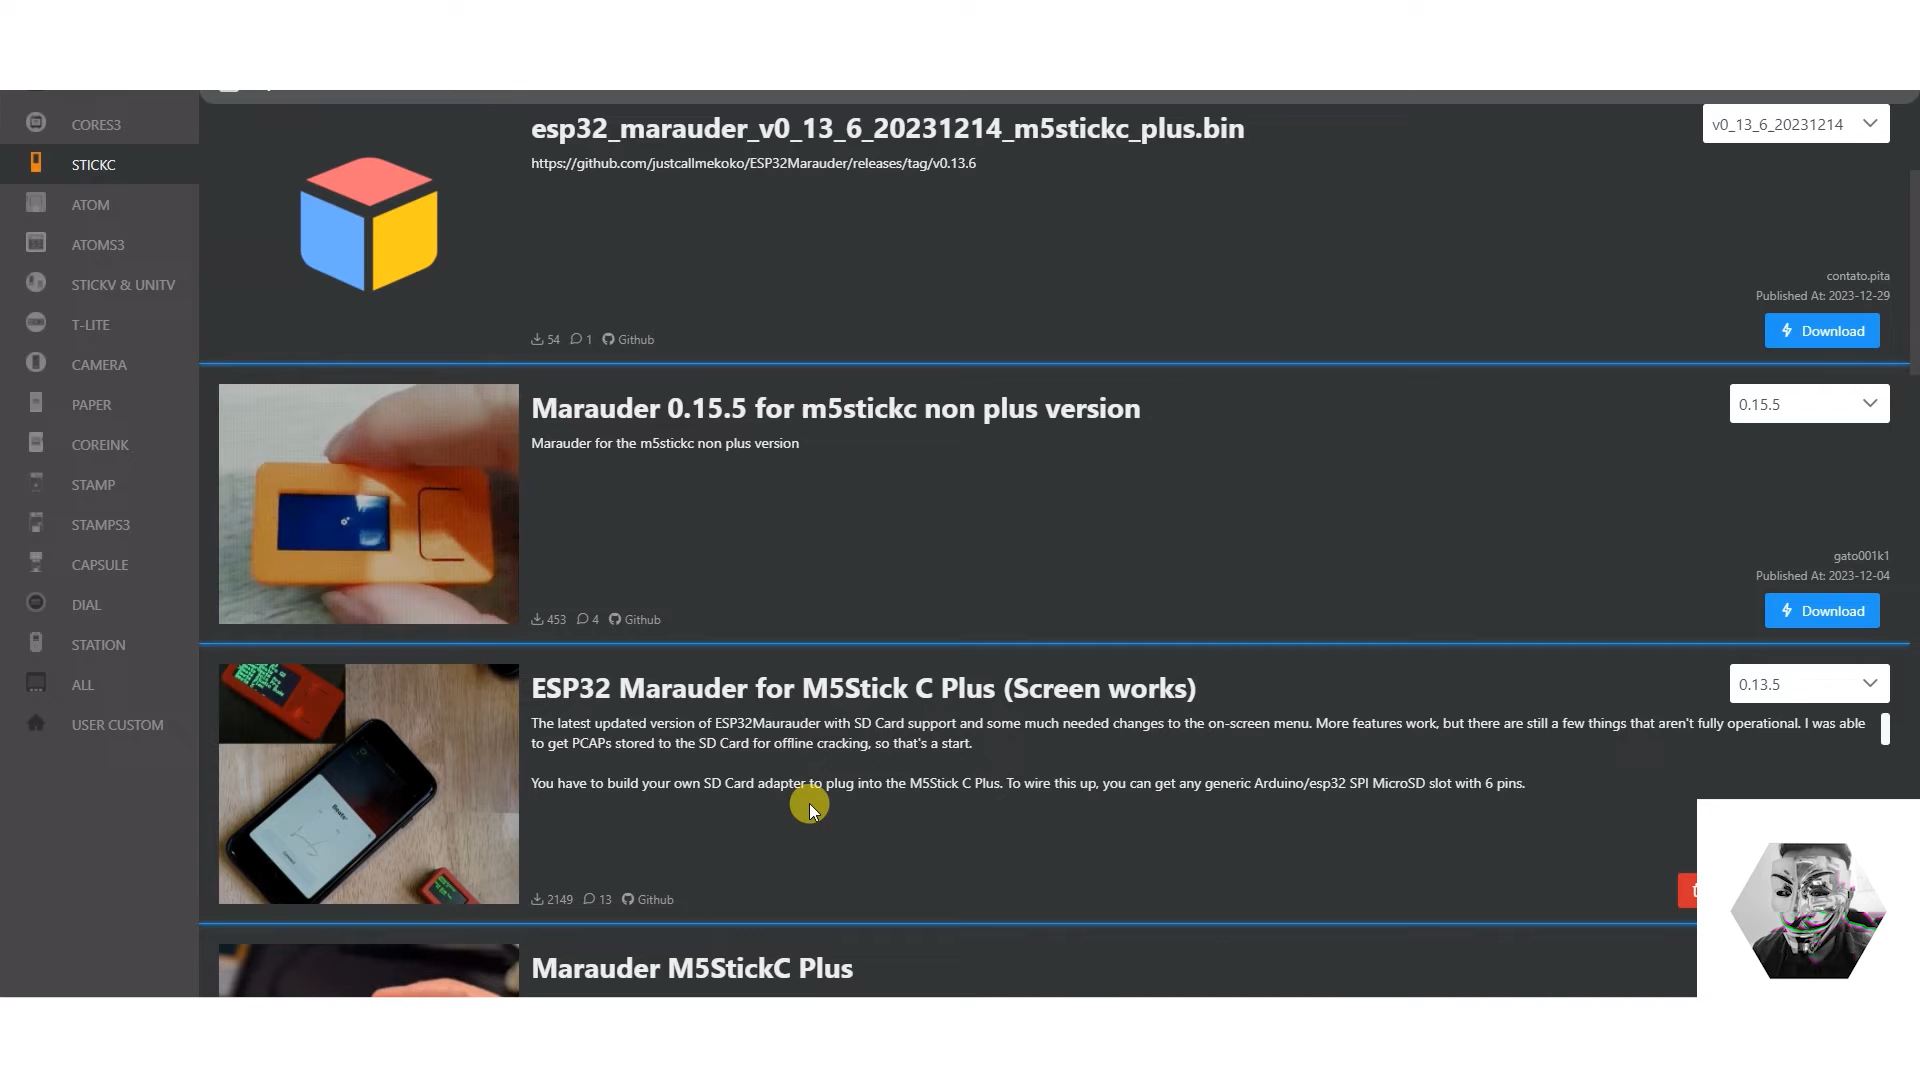 CORES3
STICKC
ATOM
ATOMS3
STICKV & UNITV
T-LITE
CAMERA
PAPER
COREINK
STAMP
STAMPS3
CAPSULE
DIAL
STATION
ALL
USER CUSTOM
esp32_marauder_v0_13_6_20231214_m5stickc_plus.bin
v0_13_6_20231214
https://github.com/justcallmekoko/ESP32Marauder/releases/tag/v0.13.6
contato.pita
Published At: 2023-12-29
54 1 Github
Download
Marauder 0.15.5 for m5stickc non plus version
0.15.5
Marauder for the m5stickc non plus version
gato001k1
Published At: 2023-12-04
453 4 Github
Download
ESP32 Marauder for M5Stick C Plus (Screen works)
0.13.5
The latest updated version of ESP32Maurauder with SD Card support and some much needed changes to the on-screen menu. More features work, but there are still a few things that aren't fully operational. I was able
to get PCAPs stored to the SD Card for offline cracking, so that's a start.
You have to build your own SD Card adapter to plug into the M5Stick C Plus. To wire this up, you can get any generic Arduino/esp32 SPI MicroSD slot with 6 pins.
2149 13 Github
Marauder M5StickC Plus